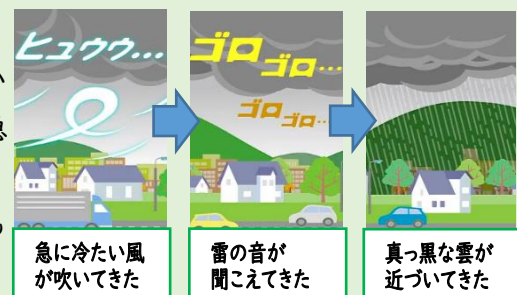 ヒュウウ...
急に冷たい風
が吹いてきた
ゴロ
ゴロ...
ゴロ
ゴロ...
雷の音が
聞こえてきた
真っ黒な雲が
近づいてきた